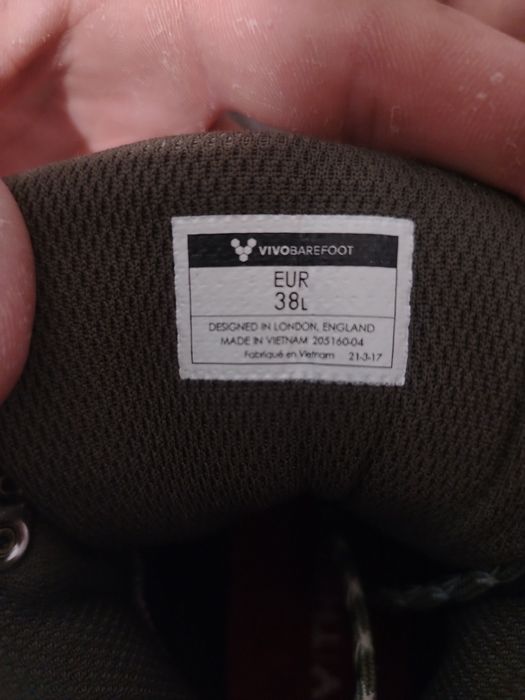 VIVOBAREFOOT
EUR
38L
DESIGNED IN LONDON, ENGLAND
MADE IN VIETNAM 205160-04
Fabriqué en Vietnam 21-3-17